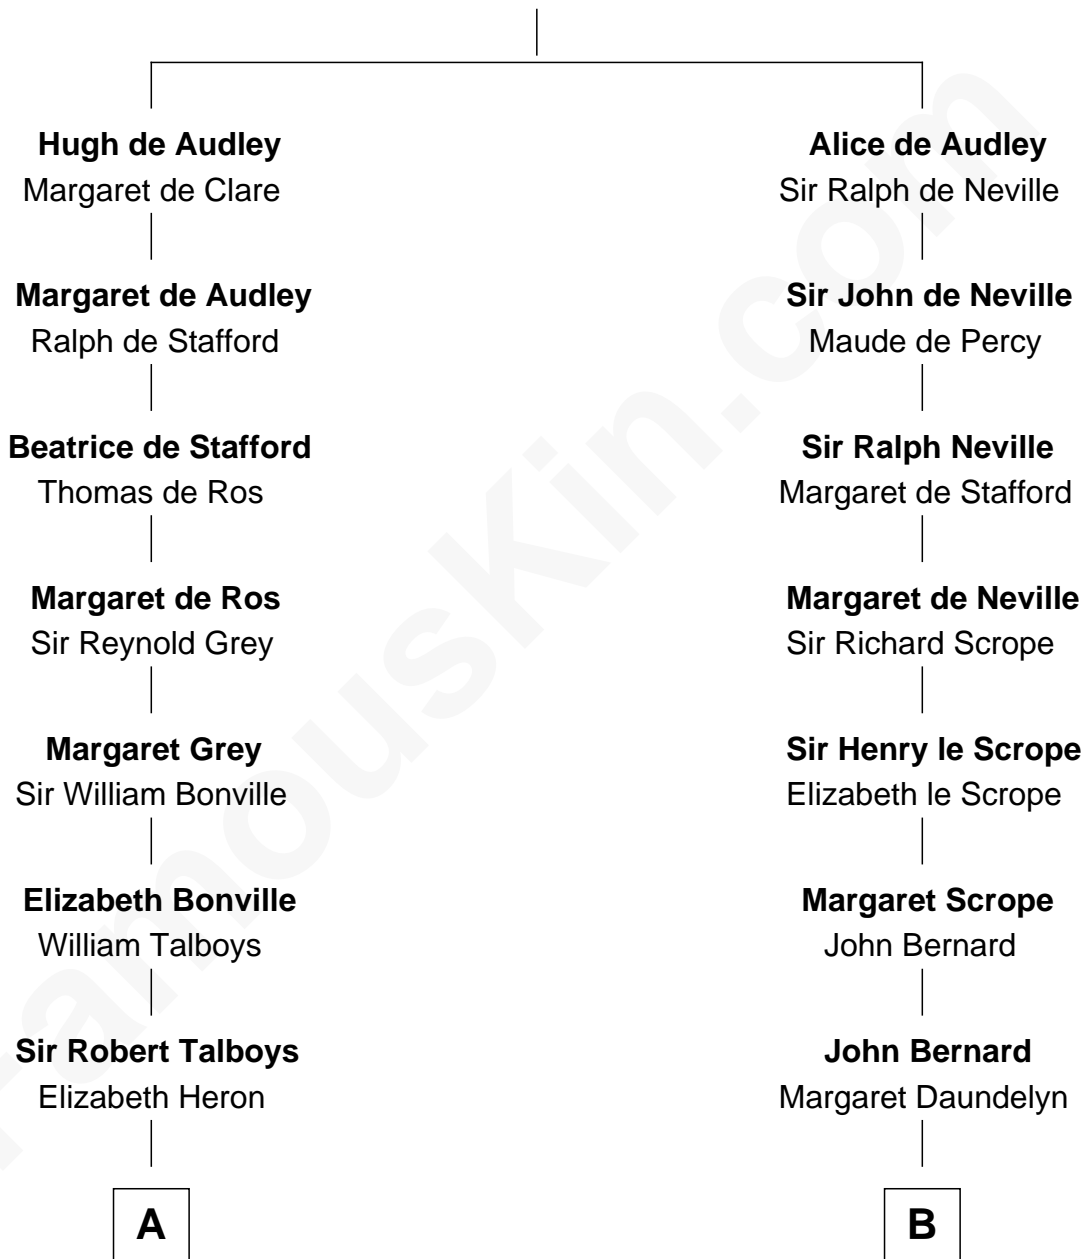 Hugh de Audley
Margaret de Clare
Margaret de Audley
Ralph de Stafford
Beatrice de Stafford
Thomas de Ros
Margaret de Ros
Sir Reynold Grey
Margaret Grey
Sir William Bonville
Elizabeth Bonville
William Talboys
Sir Robert Talboys
Elizabeth Heron
A
Alice de Audley
Sir Ralph de Neville
Sir John de Neville
Maude de Percy
Sir Ralph Neville
Margaret de Stafford
Margaret de Neville
Sir Richard Scrope
Sir Henry le Scrope
Elizabeth le Scrope
Margaret Scrope
John Bernard
John Bernard
Margaret Daundelyn
B
FamousKin.com